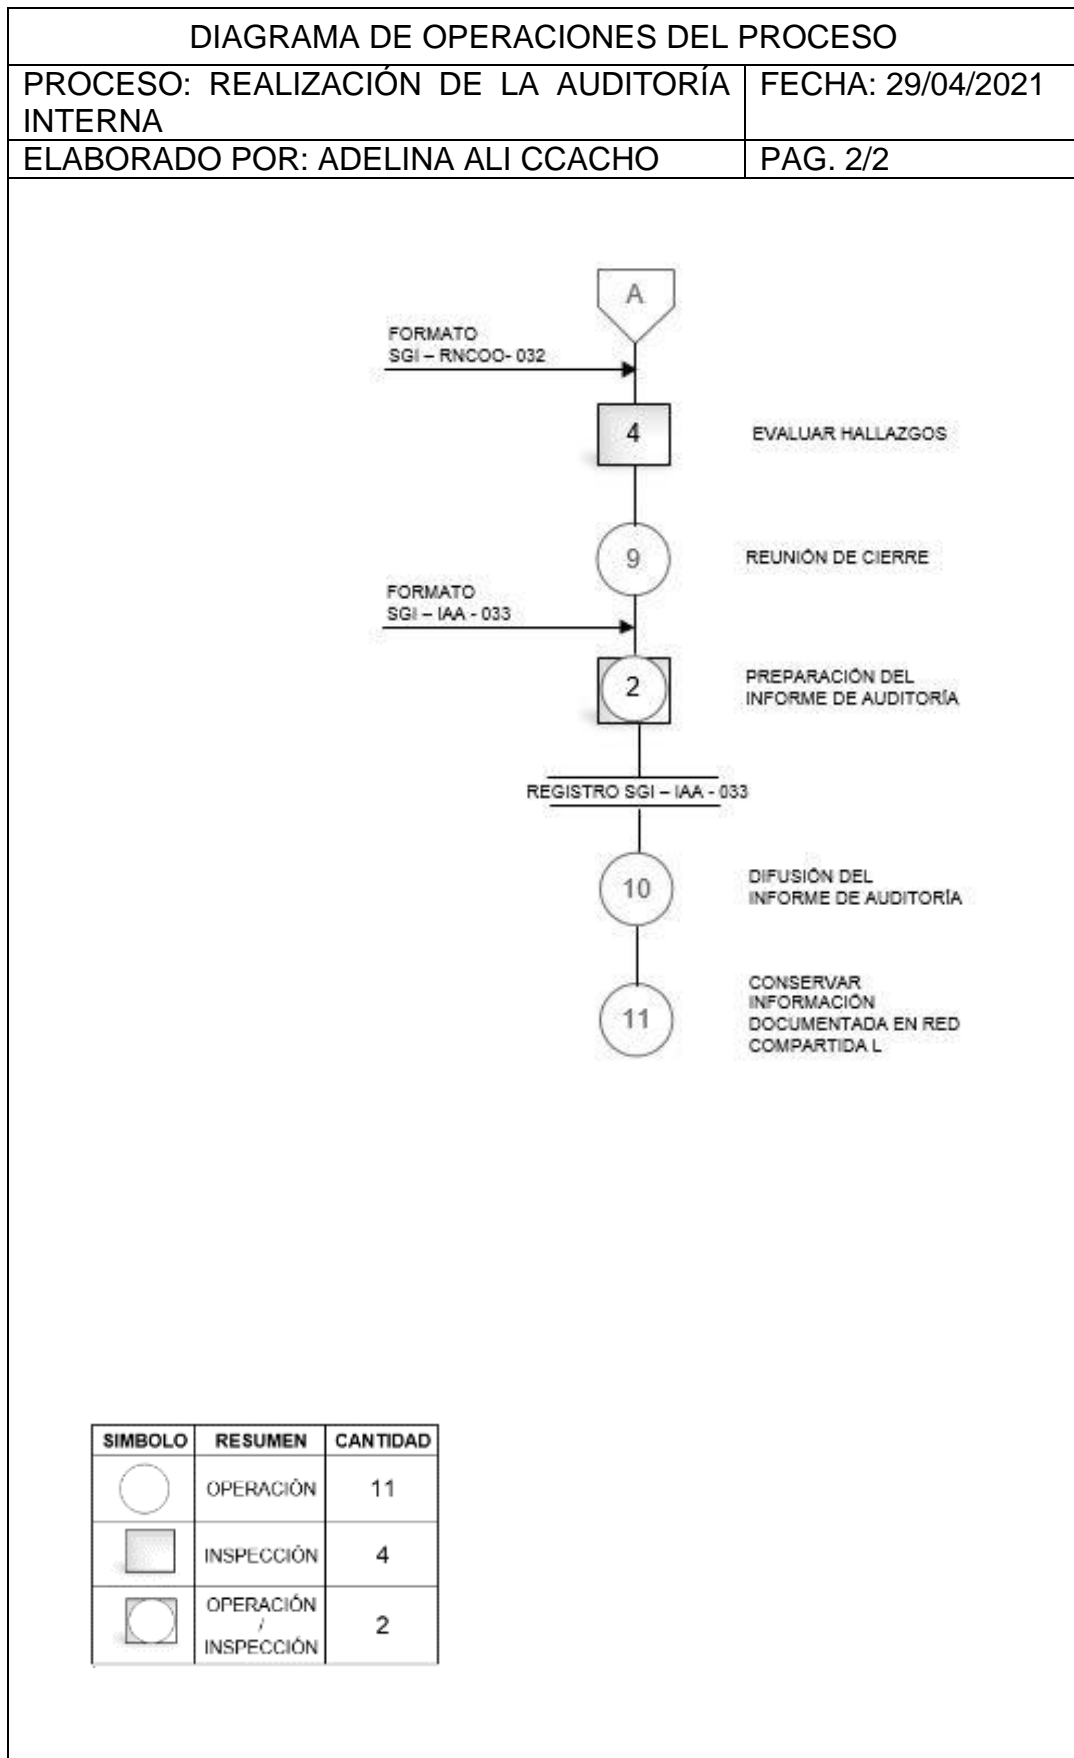 DIAGRAMA DE OPERACIONES DEL PROCESO
PROCESO: REALIZACIÓN DE LA AUDITORÍA INTERNA
FECHA: 29/04/2021
ELABORADO POR: ADELINA ALI CCACHO
PAG. 2/2
A
FORMATO
SGI – RNCOO- 032
4
EVALUAR HALLAZGOS
9
REUNIÓN DE CIERRE
FORMATO
SGI – IAA - 033
2
PREPARACIÓN DEL
INFORME DE AUDITORÍA
REGISTRO SGI – IAA - 033
10
DIFUSIÓN DEL
INFORME DE AUDITORÍA
11
CONSERVAR
INFORMACIÓN
DOCUMENTADA EN RED
COMPARTIDA L
SIMBOLO RESUMEN CANTIDAD
OPERACIÓN 11
INSPECCIÓN 4
OPERACIÓN
/
INSPECCIÓN
2